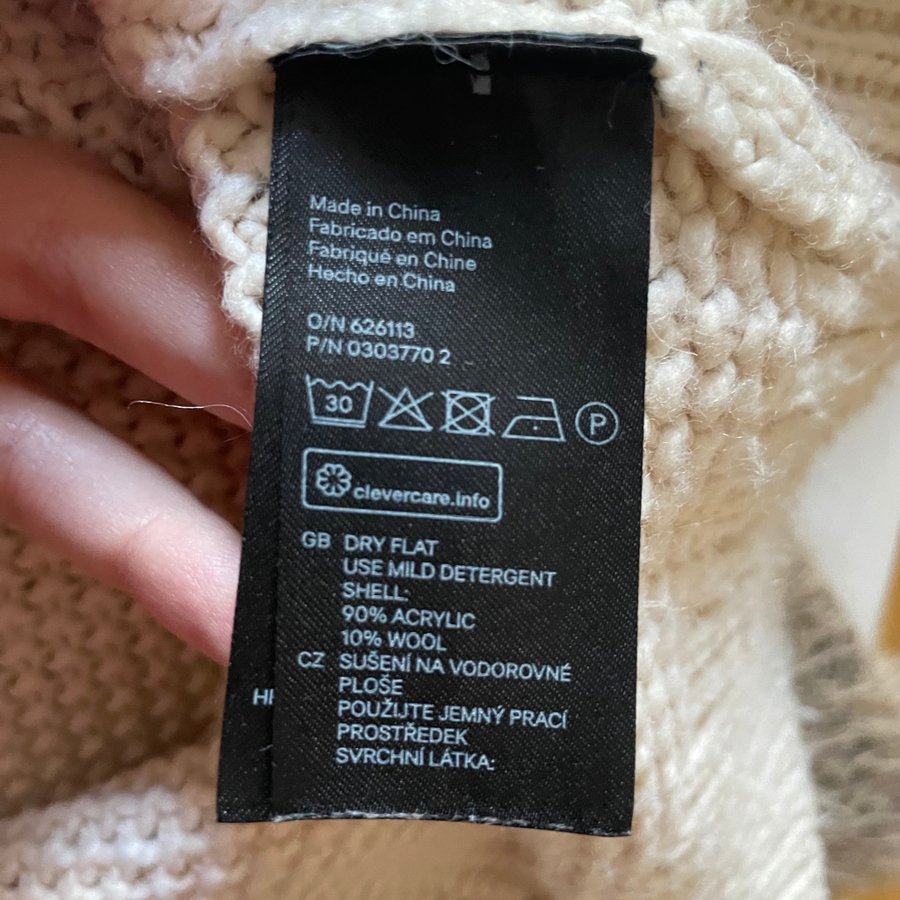 Made in China
Fabricado em China
Fabriqué en Chine
Hecho en China
O/N 626113
P/N 0303770 2
30 P
clevercare.info
GB DRY FLAT
USE MILD DETERGENT
SHELL:
90% ACRYLIC
10% WOOL
CZ SUŠENÍ NA VODOROVNÉ
PLOŠE
POUŽIJTE JEMNÝ PRACÍ
PROSTŘEDEK
SVRCHNÍ LÁTKA: